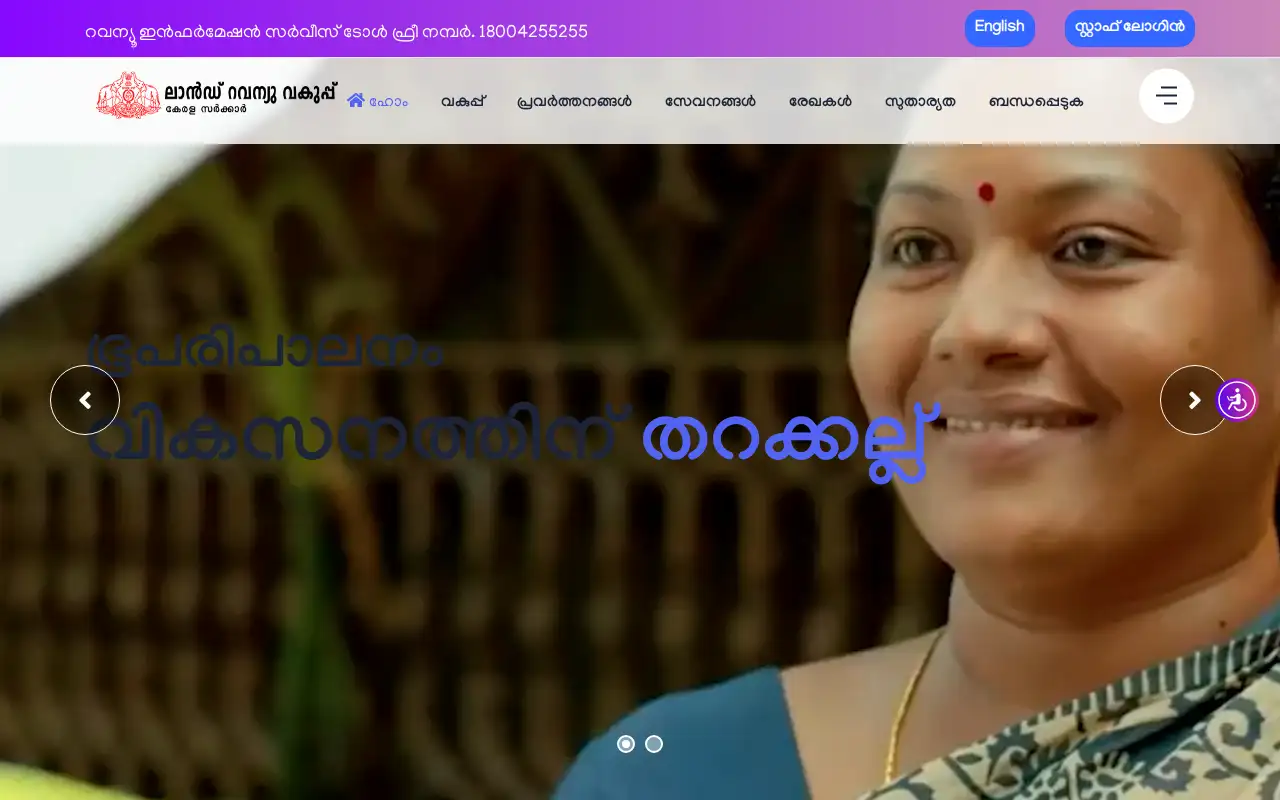 റവന്യൂ ഇൻഫർമേഷൻ സർവീസ് ടോൾ ഫ്രീ നമ്പർ. 18004255255
English
സ്റ്റാഫ് ലോഗിൻ
ലാൻഡ് റവന്യു വകുപ്പ്
കേരള സർക്കാർ
ഹോം
വകുപ്പ്
പ്രവർത്തനങ്ങൾ
സേവനങ്ങൾ
രേഖകൾ
സുതാര്യത
ബന്ധപ്പെടുക
ഭൂപരിപാലനം
വികസനത്തിന് തറക്കല്ല്